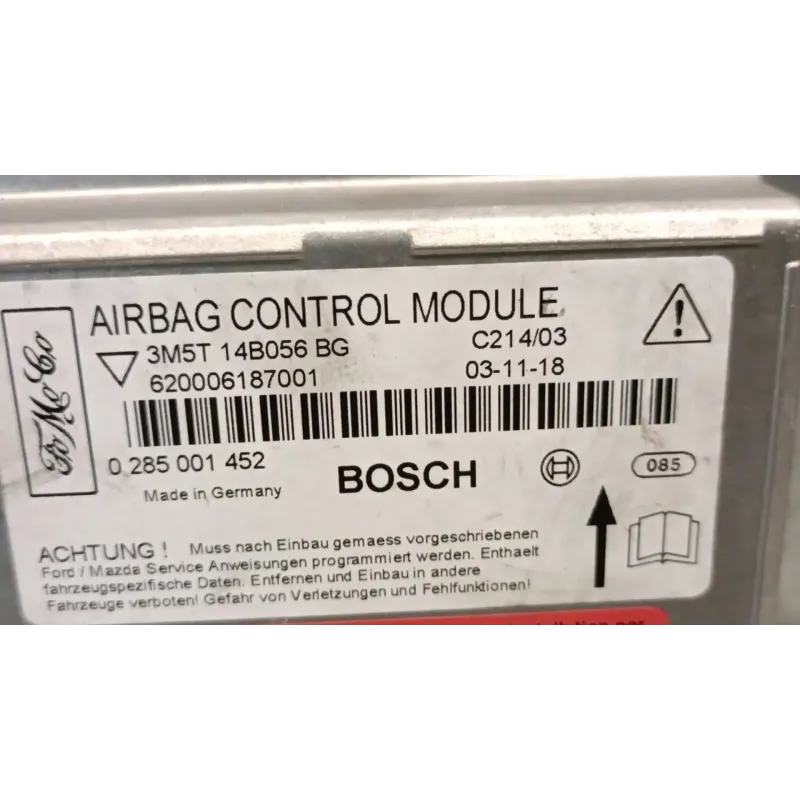 FoMoCo
AIRBAG CONTROL MODULE
3M5T 14B056 BG C214/03
620006187001 03-11-18
0 285 001 452 BOSCH 085
Made in Germany
ACHTUNG ! Muss nach Einbau gemaess vorgeschriebenen
Ford / Mazda Service Anweisungen programmiert werden. Enthaelt
fahrzeugspezifische Daten. Entfernen und Einbau in andere
Fahrzeuge verboten! Gefahr von Verletzungen und Fehlfunktionen!